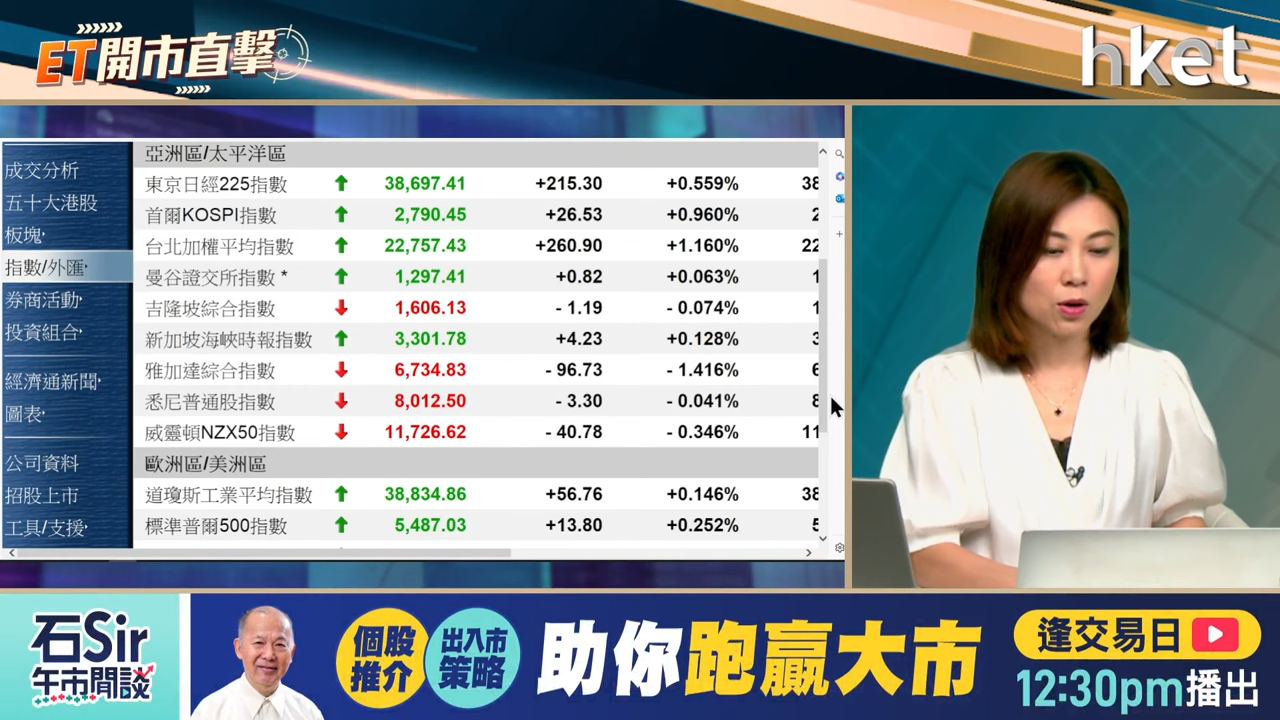 ET開市直擊
hket
成交分析
五十大港股
板塊
指數/外匯
券商活動
投資組合
經濟通新聞
圖表
公司資料
招股上市
工具/支援
亞洲區/太平洋區
東京日經225指數 38,697.41 +215.30 +0.559% 38
首爾KOSPI指數 2,790.45 +26.53 +0.960% 2
台北加權平均指數 22,757.43 +260.90 +1.160% 22
曼谷證交所指數 * 1,297.41 +0.82 +0.063% 1
吉隆坡綜合指數 1,606.13 - 1.19 - 0.074% 1
新加坡海峽時報指數 3,301.78 +4.23 +0.128% 3
雅加達綜合指數 6,734.83 - 96.73 - 1.416% 6
悉尼普通股指數 8,012.50 - 3.30 - 0.041% 8
威靈頓NZX50指數 11,726.62 - 40.78 - 0.346% 11
歐洲區/美洲區
道瓊斯工業平均指數 38,834.86 +56.76 +0.146% 38
標準普爾500指數 5,487.03 +13.80 +0.252% 5
石Sir
午市閒談
個股
推介
出入市
策略
助你跑贏大市
逢交易日
12:30pm播出